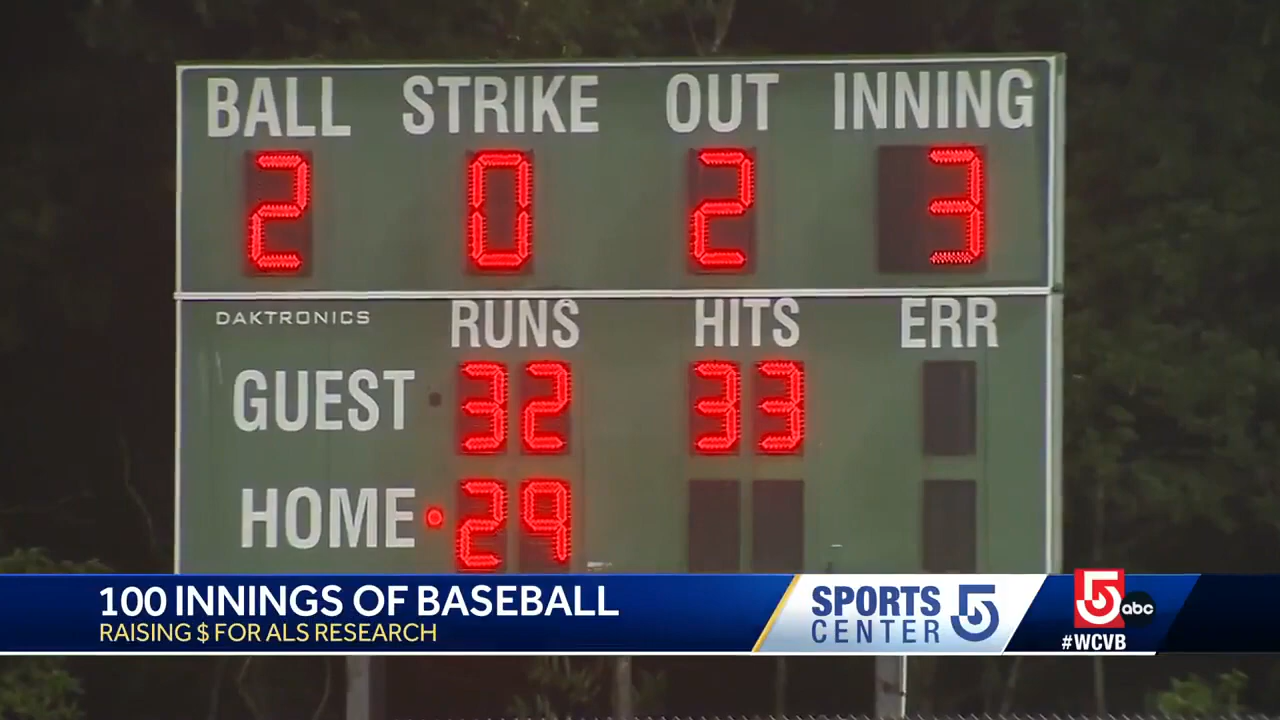 BALL STRIKE OUT INNING
2 0 2 3
DAKTRONICS
RUNS HITS ERR
GUEST 32 33
HOME 29
100 INNINGS OF BASEBALL
RAISING $ FOR ALS RESEARCH
SPORTS
CENTER 5
5 abc
#WCVB